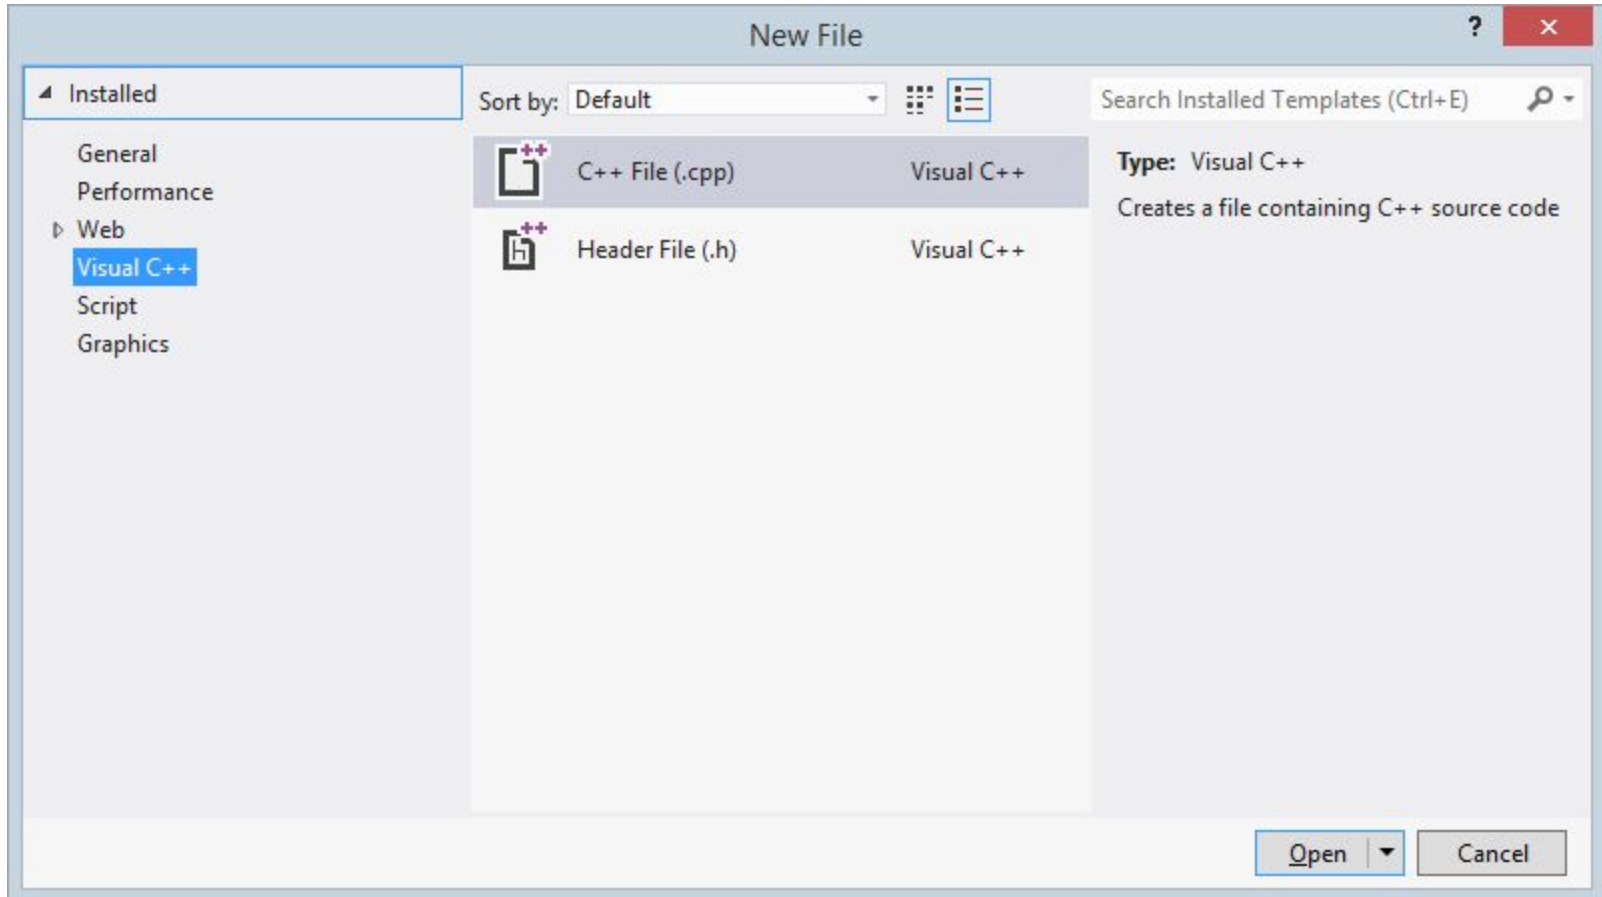 New File
?
Installed
General
Performance
Web
Visual C++
Script
Graphics
Sort by: Default
C++ File (.cpp) Visual C++
Header File (.h) Visual C++
Search Installed Templates (Ctrl+E)
Type: Visual C++
Creates a file containing C++ source code
Open
Cancel